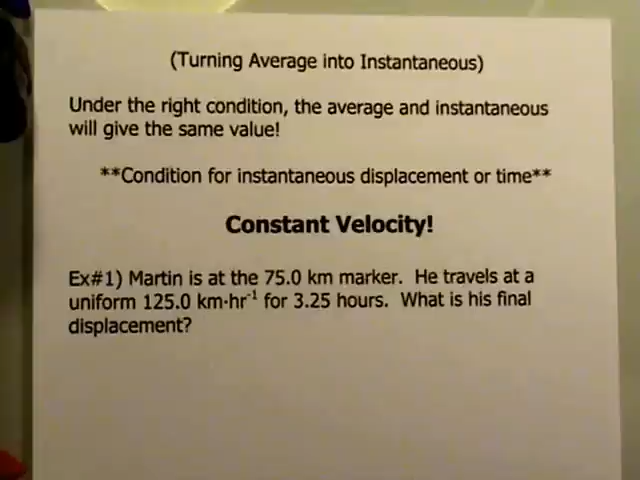 (Turning Average into Instantaneous)
Under the right condition, the average and instantaneous
will give the same value!
**Condition for instantaneous displacement or time**
Constant Velocity!
Ex#1) Martin is at the 75.0 km marker. He travels at a
uniform 125.0 km·hr⁻¹ for 3.25 hours. What is his final
displacement?